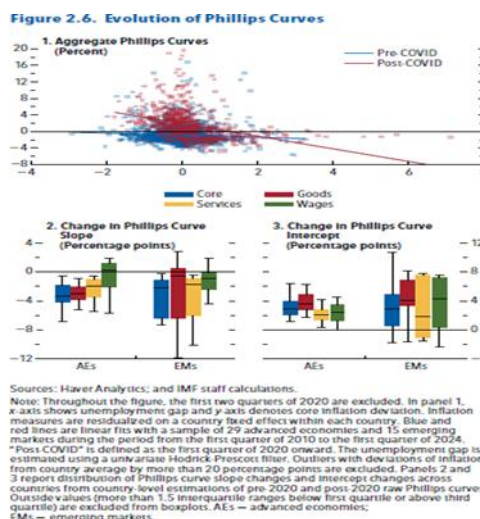 Figure 2.6. Evolution of Phillips Curves
1. Aggregate Phillips Curves
(Percent)
Pre-COVID
Post-COVID
20
16
12
8
4
0
−4
−8
−4 −2 0 2 4 6
Core Goods
Services Wages
2. Change in Phillips Curve
Slope
(Percentage points)
3. Change in Phillips Curve
Intercept
(Percentage points)
4
0
−4
−8
−12
12
8
4
0
−4
AEs EMs AEs EMs
Sources: Haver Analytics; and IMF staff calculations.
Note: Throughout the figure, the first two quarters of 2020 are excluded. In panel 1,
x-axis shows unemployment gap and y-axis denotes core inflation deviation. Inflation
measures are residualized on a country fixed effect within each country. Blue and
red lines are linear fits with a sample of 29 advanced economies and 15 emerging
markets during the period from the first quarter of 2010 to the first quarter of 2024.
"Post-COVID" is defined as the first quarter of 2020 onward. The unemployment gap is
estimated using a univariate Hodrick-Prescott filter. Outliers with deviations of inflation
from country average by more than 20 percentage points are excluded. Panels 2 and
3 report distribution of Phillips curve slope changes and intercept changes across
countries from country-level estimations of pre-2020 and post-2020 raw Phillips curves.
Outside values (more than 1.5 interquartile ranges below first quartile or above third
quartile) are excluded from boxplots. AEs = advanced economies;
EMs = emerging markets.